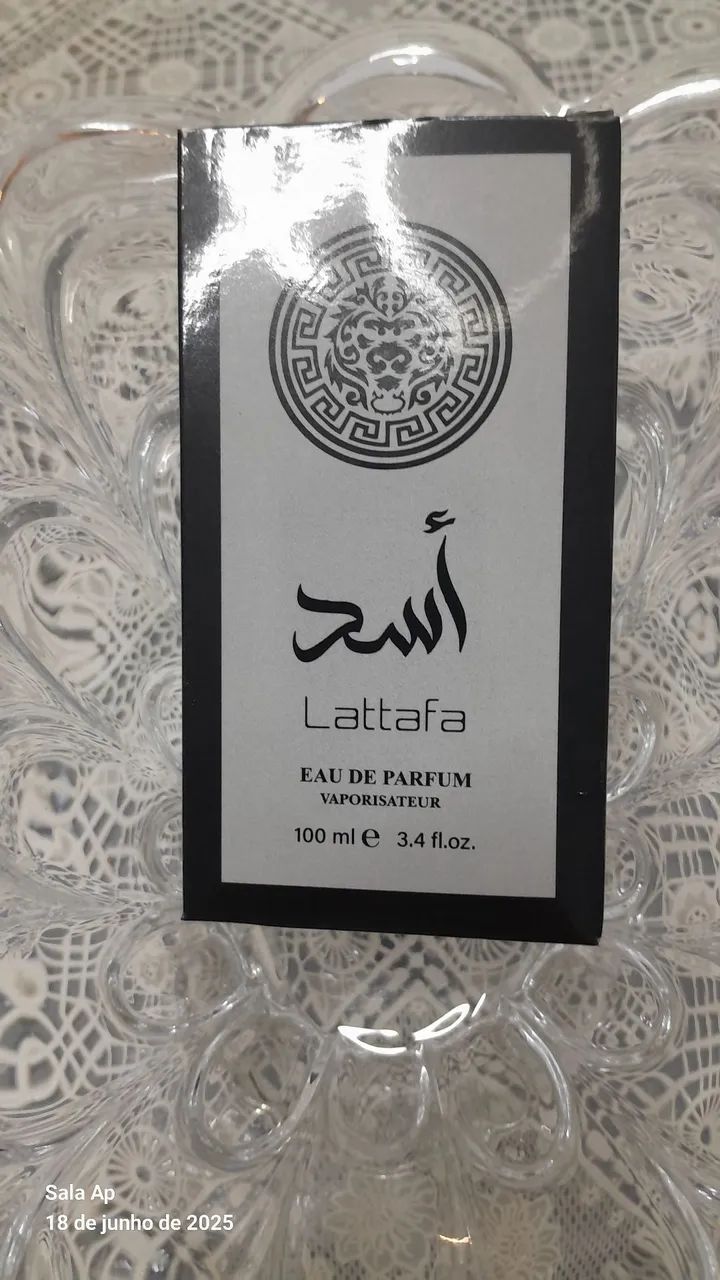 أسد
Lattafa
EAU DE PARFUM
VAPORISATEUR
100 ml ℮ 3.4 fl.oz.
Sala Ap
18 de junho de 2025